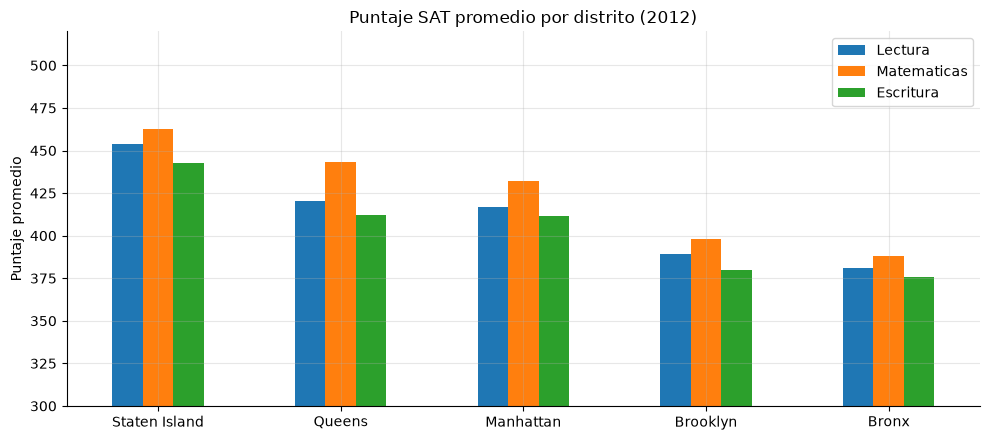 Puntaje SAT promedio por distrito (2012)
Lectura
Matematicas
Escritura
Puntaje promedio
500
475
450
425
400
375
350
325
300
Staten Island
Queens
Manhattan
Brooklyn
Bronx